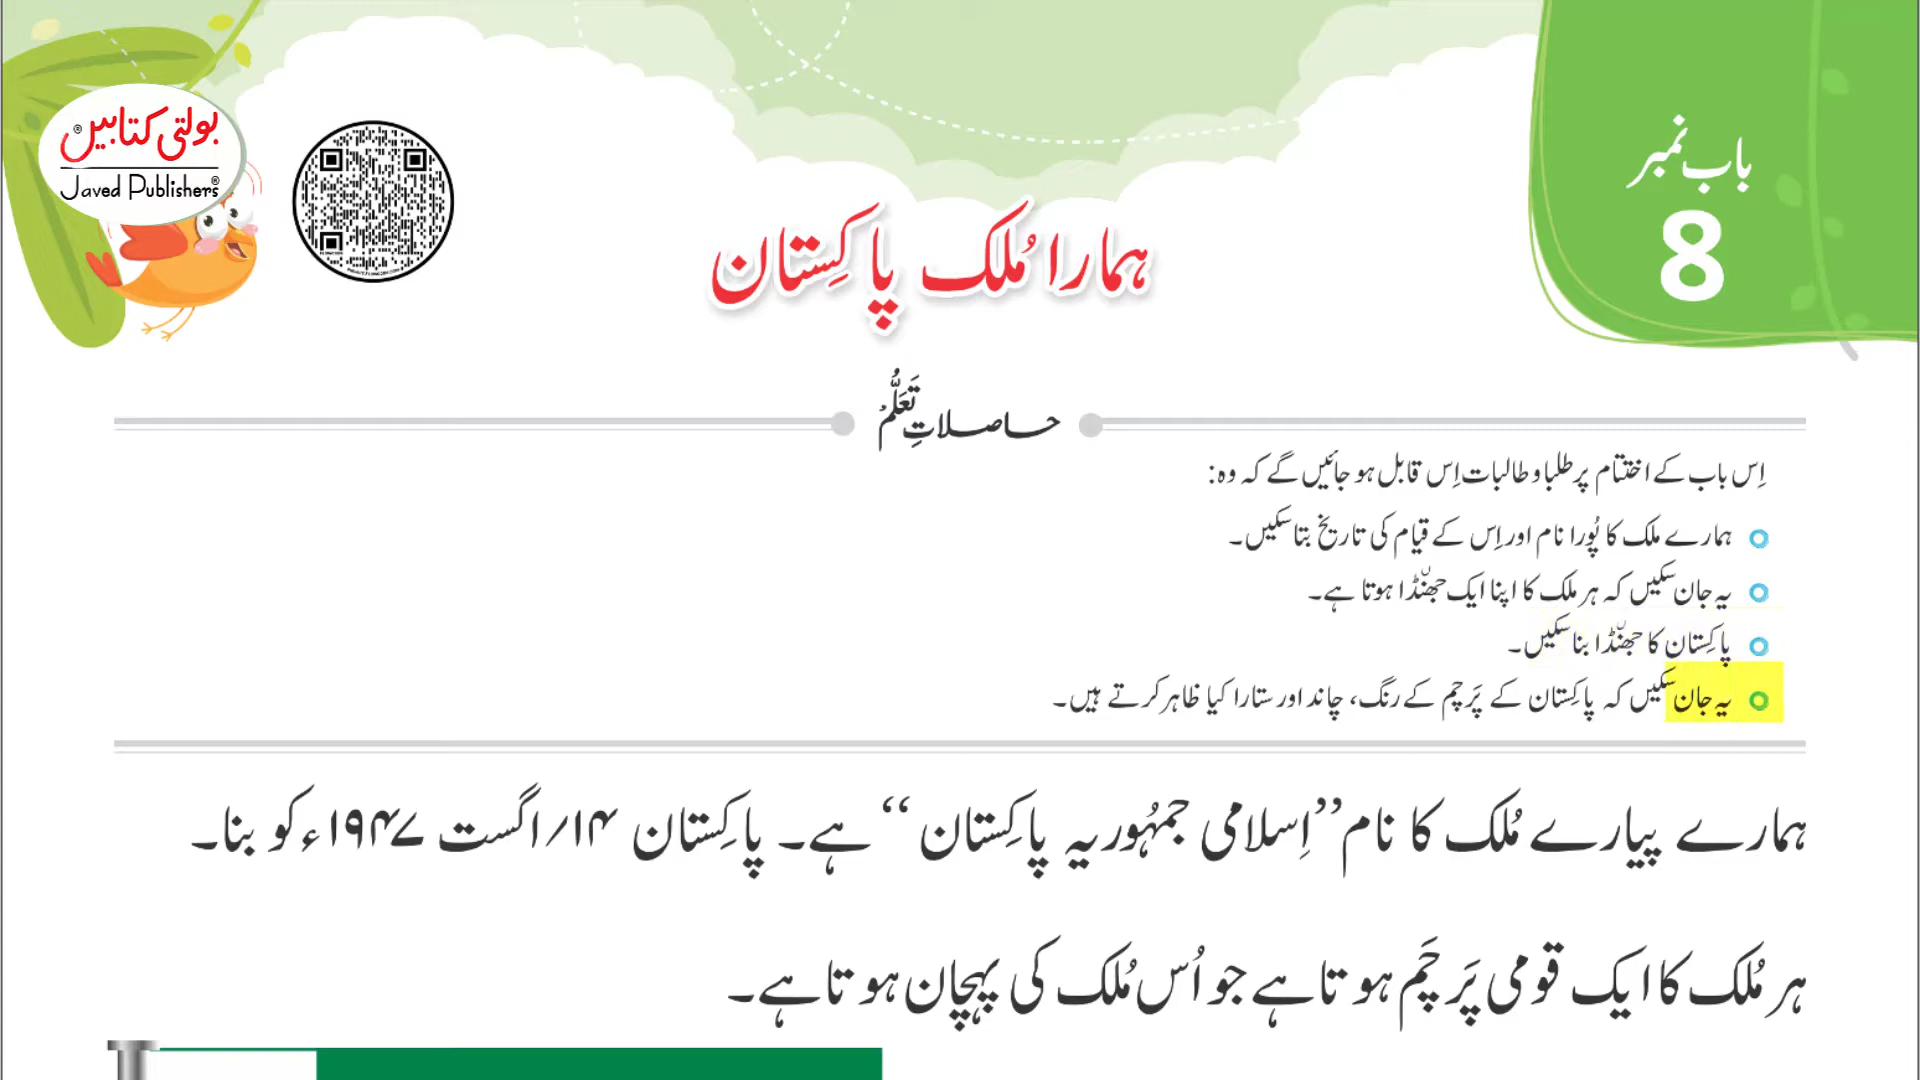 بولتی کتابیں®
Javed Publishers®
باب نمبر
8
ہمارا مُلک پاکِستان
حاصلاتِ تَعَلُّم
اِس باب کے اختتام پر طلبا و طالبات اِس قابل ہو جائیں گے کہ وہ:
ہمارے ملک کا پُورا نام اور اِس کے قیام کی تاریخ بتا سکیں۔
یہ جان سکیں کہ ہر ملک کا اپنا ایک جھنڈا ہوتا ہے۔
پاکِستان کا جھنڈا بنا سکیں۔
یہ جان سکیں کہ پاکِستان کے پَرچم کے رنگ، چاند اور ستارا کیا ظاہر کرتے ہیں۔
ہمارے پیارے مُلک کا نام ”اِسلامی جمہُوریہ پاکِستان“ ہے۔ پاکِستان ۱۴؍اگست ۱۹۴۷ء کو بنا۔
ہر مُلک کا ایک قومی پَرچَم ہوتا ہے جو اُس مُلک کی پہچان ہوتا ہے۔